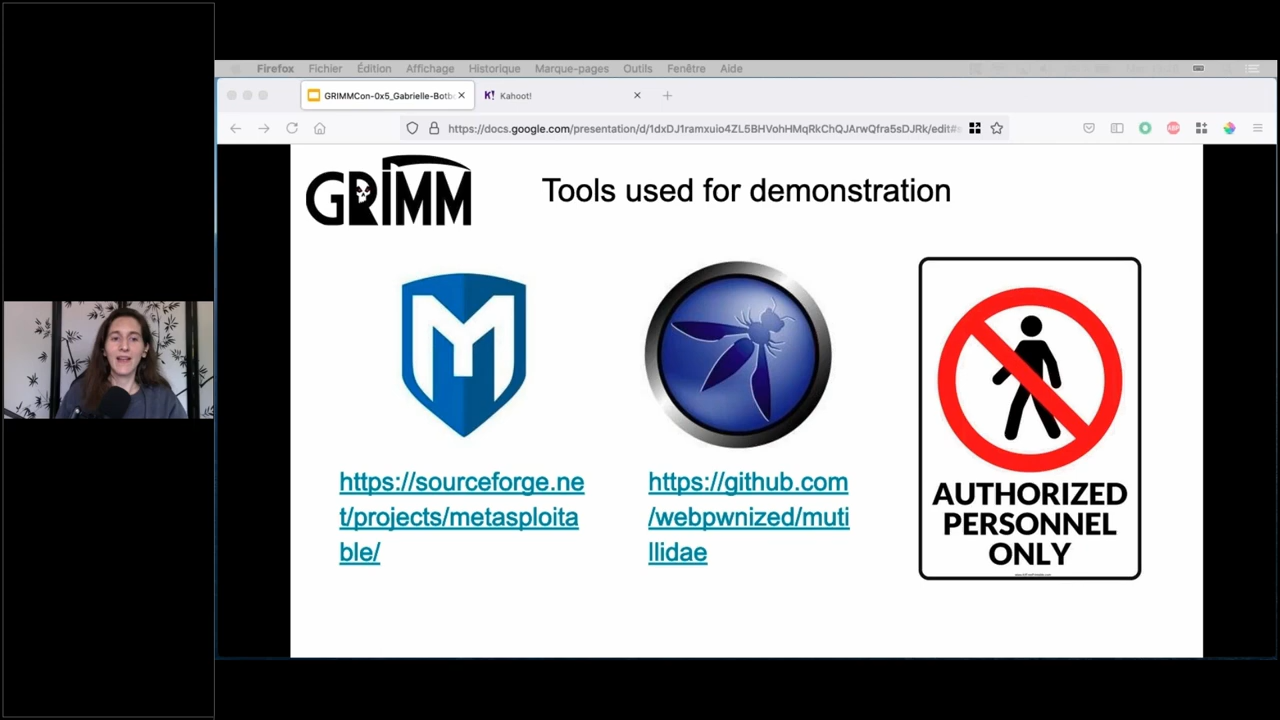 Firefox Fichier Édition Affichage Historique Marque-pages Outils Fenêtre Aide
GRIMMCon-0x5_Gabrielle-Botbo
Kahoot!
https://docs.google.com/presentation/d/1dxDJ1ramxuio4ZL5BHVohHMqRkChQJArwQfra5sDJRk/edit#
GRIMM
Tools used for demonstration
https://sourceforge.ne
t/projects/metasploita
ble/
https://github.com
/webpwnized/muti
llidae
AUTHORIZED
PERSONNEL
ONLY